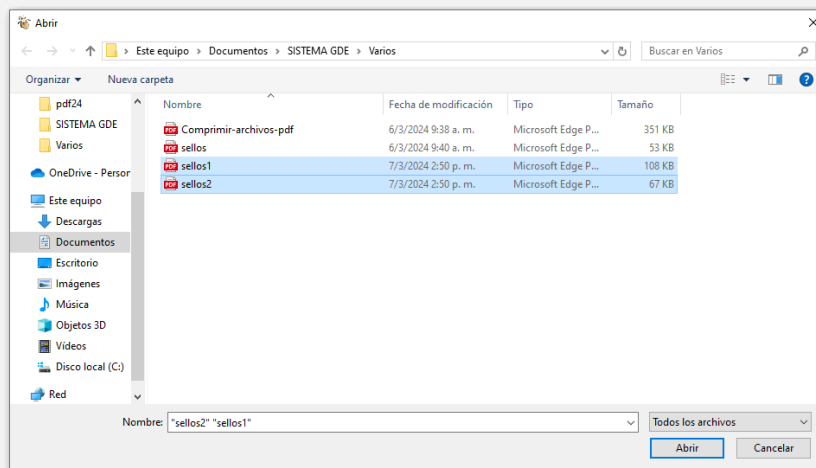 Abrir
Este equipo > Documentos > SISTEMA GDE > Varios
Buscar en Varios
Organizar
Nueva carpeta
pdf24
SISTEMA GDE
Varios
OneDrive - Person
Este equipo
Descargas
Documentos
Escritorio
Imágenes
Música
Objetos 3D
Vídeos
Disco local (C:)
Red
Nombre Fecha de modificación Tipo Tamaño
Comprimir-archivos-pdf 6/3/2024 9:38 a. m. Microsoft Edge P... 351 KB
sellos 6/3/2024 9:40 a. m. Microsoft Edge P... 53 KB
sellos1 7/3/2024 2:50 p. m. Microsoft Edge P... 108 KB
sellos2 7/3/2024 2:50 p. m. Microsoft Edge P... 67 KB
Nombre: "sellos2" "sellos1"
Todos los archivos
Abrir Cancelar